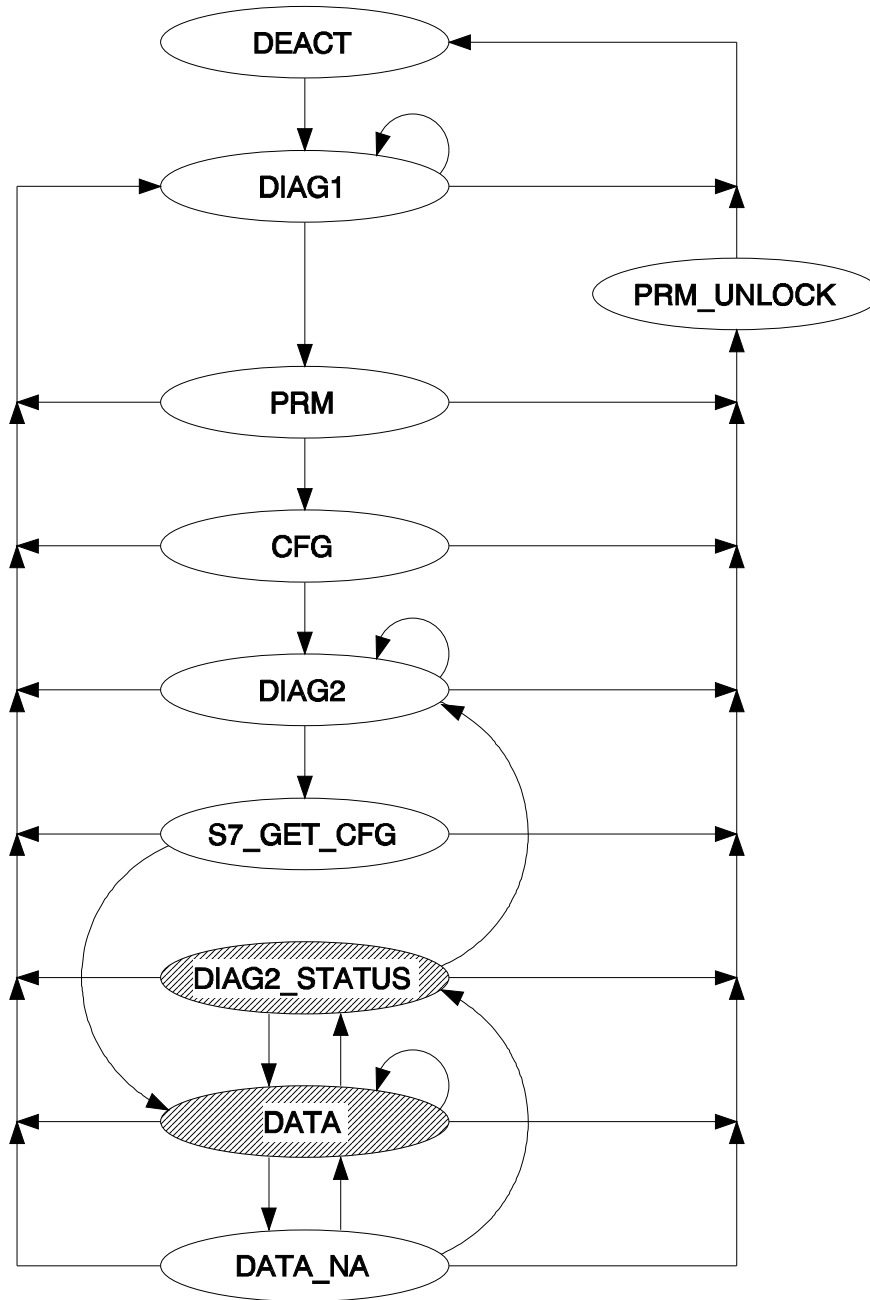 DEACT
DIAG1
PRM_UNLOCK
PRM
CFG
DIAG2
S7_GET_CFG
DIAG2_STATUS
DATA
DATA_NA